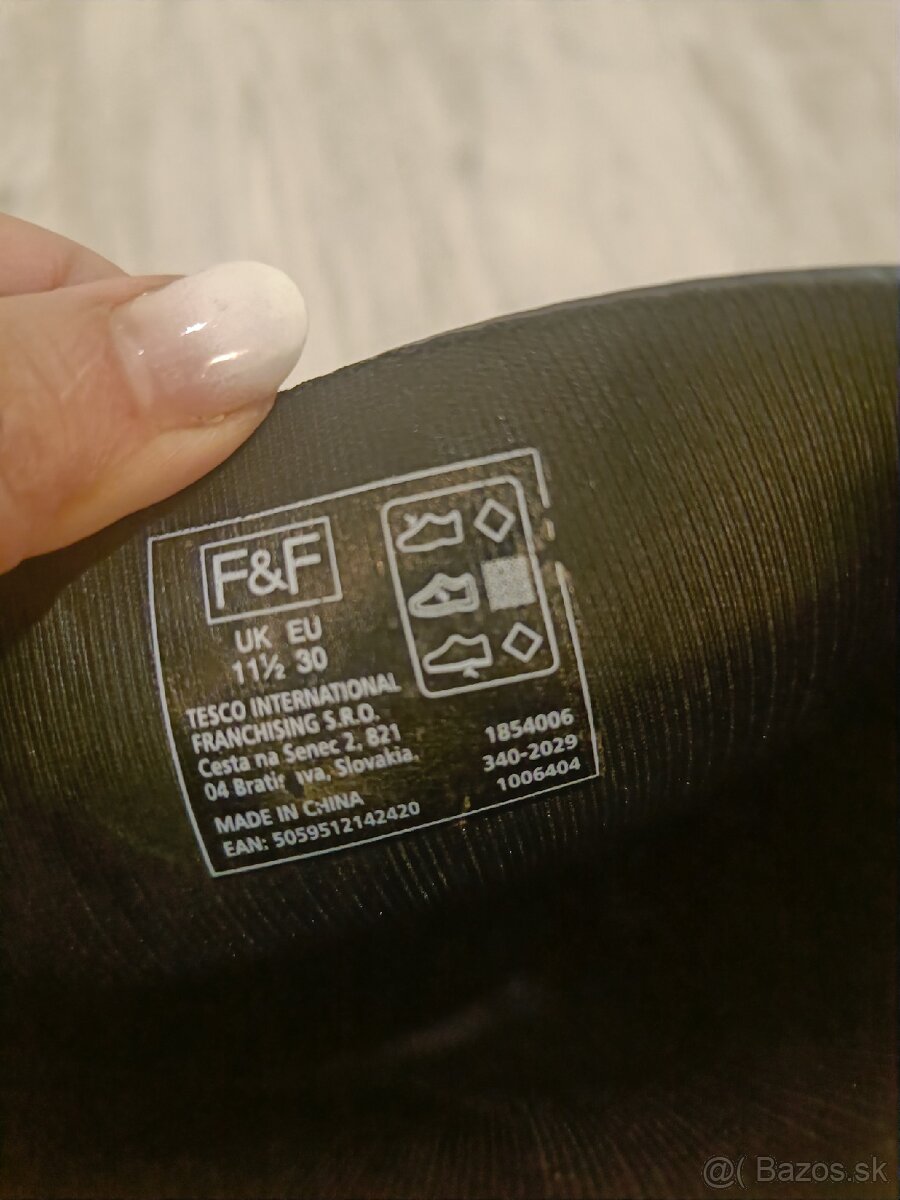 F&F
UK EU
11½ 30
TESCO INTERNATIONAL
FRANCHISING S.R.O.
Cesta na Senec 2, 821
04 Slovakia.
MADE IN CHINA
EAN: 5059512142420
1854006
340-2029
1006404
@( Bazos.sk